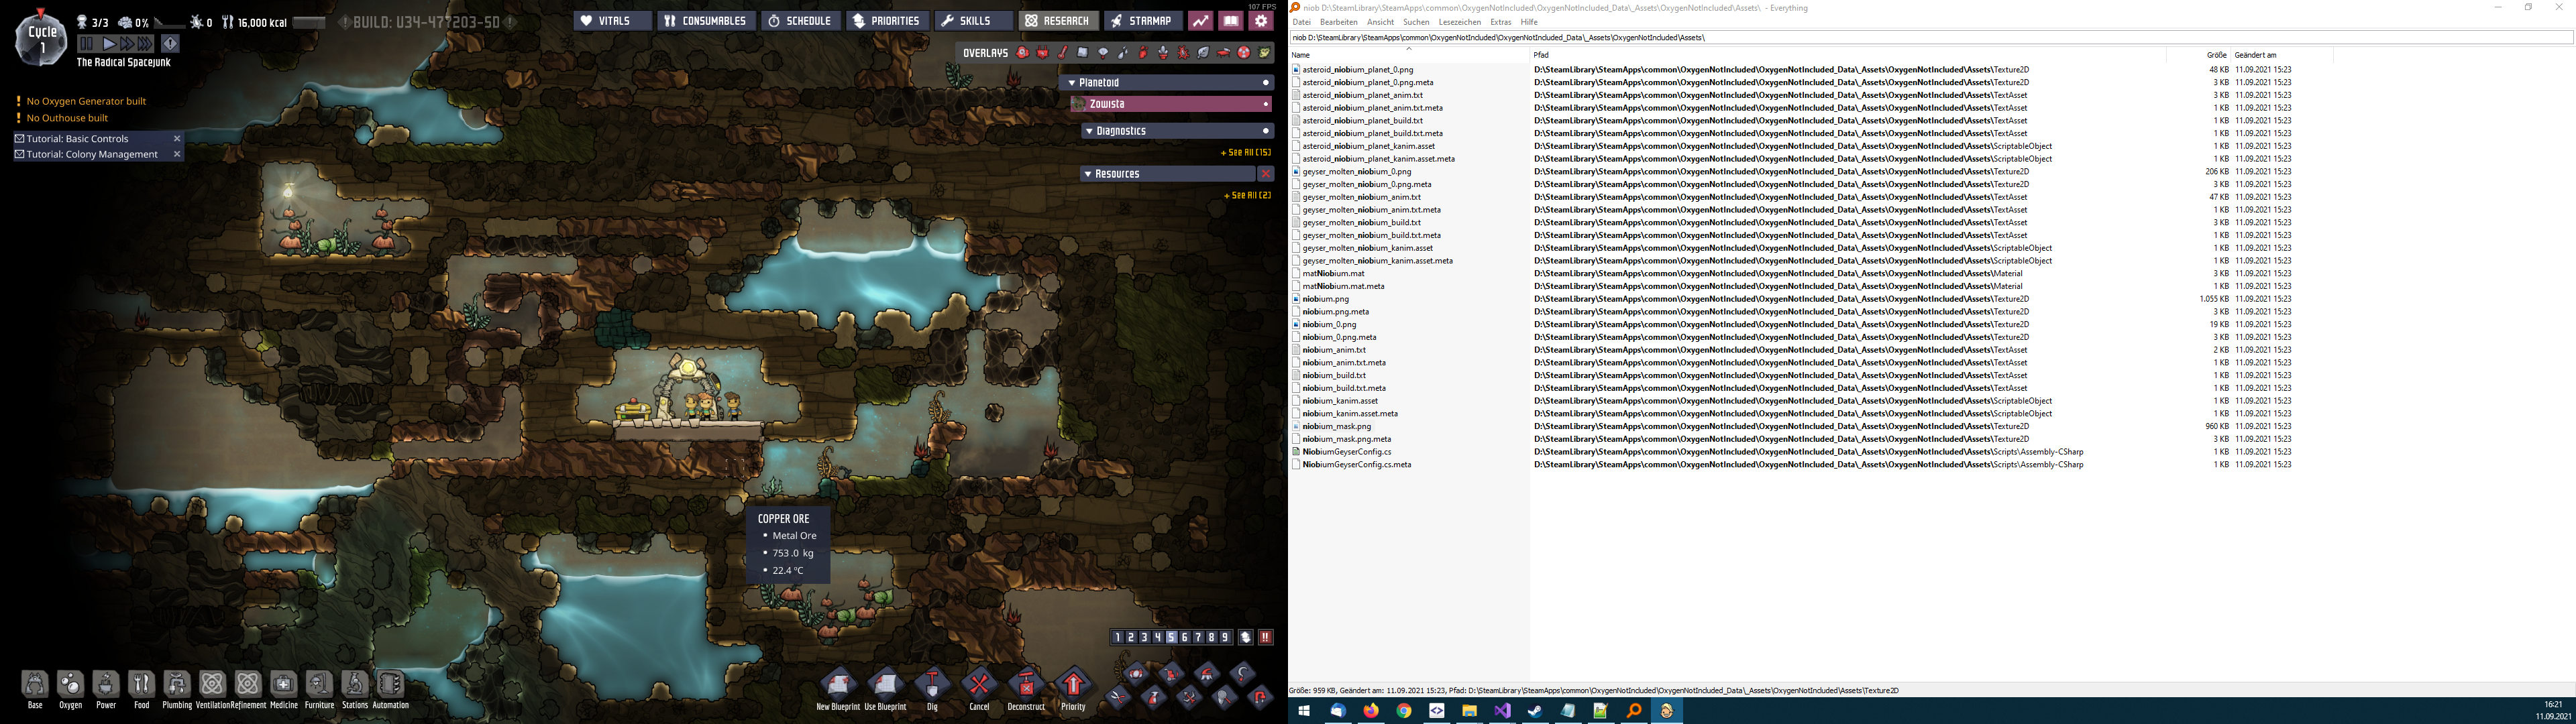 Cycle
1
3/3
0%
0
16,000 kcal
BUILD: U34-477203-SD
VITALS
CONSUMABLES
SCHEDULE
PRIORITIES
SKILLS
RESEARCH
STARMAP
107 FPS
The Radical Spacejunk
OVERLAYS
No Oxygen Generator built
No Outhouse built
Tutorial: Basic Controls
Tutorial: Colony Management
Planetoid
Zowista
Diagnostics
+ See All (15)
Resources
+ See All (2)
COPPER ORE
• Metal Ore
• 753.0 kg
• 22.4 ºC
1 2 3 4 5 6 7 8 9 !!
Base
Oxygen
Power
Food
Plumbing
Ventilation
Refinement
Medicine
Furniture
Stations
Automation
New Blueprint
Use Blueprint
Dig
Cancel
Deconstruct
Priority
niob D:\SteamLibrary\SteamApps\common\OxygenNotIncluded\OxygenNotIncluded_Data\_Assets\OxygenNotIncluded\Assets\ - Everything
Datei Bearbeiten Ansicht Suchen Lesezeichen Extras Hilfe
niob D:\SteamLibrary\SteamApps\common\OxygenNotIncluded\OxygenNotIncluded_Data\_Assets\OxygenNotIncluded\Assets\
Name Pfad Größe Geändert am
asteroid_niobium_planet_0.png D:\SteamLibrary\SteamApps\common\OxygenNotIncluded\OxygenNotIncluded_Data\_Assets\OxygenNotIncluded\Assets\Texture2D 48 KB 11.09.2021 15:23
asteroid_niobium_planet_0.png.meta D:\SteamLibrary\SteamApps\common\OxygenNotIncluded\OxygenNotIncluded_Data\_Assets\OxygenNotIncluded\Assets\Texture2D 3 KB 11.09.2021 15:23
asteroid_niobium_planet_anim.txt D:\SteamLibrary\SteamApps\common\OxygenNotIncluded\OxygenNotIncluded_Data\_Assets\OxygenNotIncluded\Assets\TextAsset 3 KB 11.09.2021 15:23
asteroid_niobium_planet_anim.txt.meta D:\SteamLibrary\SteamApps\common\OxygenNotIncluded\OxygenNotIncluded_Data\_Assets\OxygenNotIncluded\Assets\TextAsset 1 KB 11.09.2021 15:23
asteroid_niobium_planet_build.txt D:\SteamLibrary\SteamApps\common\OxygenNotIncluded\OxygenNotIncluded_Data\_Assets\OxygenNotIncluded\Assets\TextAsset 1 KB 11.09.2021 15:23
asteroid_niobium_planet_build.txt.meta D:\SteamLibrary\SteamApps\common\OxygenNotIncluded\OxygenNotIncluded_Data\_Assets\OxygenNotIncluded\Assets\TextAsset 1 KB 11.09.2021 15:23
asteroid_niobium_planet_kanim.asset D:\SteamLibrary\SteamApps\common\OxygenNotIncluded\OxygenNotIncluded_Data\_Assets\OxygenNotIncluded\Assets\ScriptableObject 1 KB 11.09.2021 15:23
asteroid_niobium_planet_kanim.asset.meta D:\SteamLibrary\SteamApps\common\OxygenNotIncluded\OxygenNotIncluded_Data\_Assets\OxygenNotIncluded\Assets\ScriptableObject 1 KB 11.09.2021 15:23
geyser_molten_niobium_0.png D:\SteamLibrary\SteamApps\common\OxygenNotIncluded\OxygenNotIncluded_Data\_Assets\OxygenNotIncluded\Assets\Texture2D 206 KB 11.09.2021 15:23
geyser_molten_niobium_0.png.meta D:\SteamLibrary\SteamApps\common\OxygenNotIncluded\OxygenNotIncluded_Data\_Assets\OxygenNotIncluded\Assets\Texture2D 3 KB 11.09.2021 15:23
geyser_molten_niobium_anim.txt D:\SteamLibrary\SteamApps\common\OxygenNotIncluded\OxygenNotIncluded_Data\_Assets\OxygenNotIncluded\Assets\TextAsset 47 KB 11.09.2021 15:23
geyser_molten_niobium_anim.txt.meta D:\SteamLibrary\SteamApps\common\OxygenNotIncluded\OxygenNotIncluded_Data\_Assets\OxygenNotIncluded\Assets\TextAsset 1 KB 11.09.2021 15:23
geyser_molten_niobium_build.txt D:\SteamLibrary\SteamApps\common\OxygenNotIncluded\OxygenNotIncluded_Data\_Assets\OxygenNotIncluded\Assets\TextAsset 3 KB 11.09.2021 15:23
geyser_molten_niobium_build.txt.meta D:\SteamLibrary\SteamApps\common\OxygenNotIncluded\OxygenNotIncluded_Data\_Assets\OxygenNotIncluded\Assets\TextAsset 1 KB 11.09.2021 15:23
geyser_molten_niobium_kanim.asset D:\SteamLibrary\SteamApps\common\OxygenNotIncluded\OxygenNotIncluded_Data\_Assets\OxygenNotIncluded\Assets\ScriptableObject 1 KB 11.09.2021 15:23
geyser_molten_niobium_kanim.asset.meta D:\SteamLibrary\SteamApps\common\OxygenNotIncluded\OxygenNotIncluded_Data\_Assets\OxygenNotIncluded\Assets\ScriptableObject 1 KB 11.09.2021 15:23
matNiobium.mat D:\SteamLibrary\SteamApps\common\OxygenNotIncluded\OxygenNotIncluded_Data\_Assets\OxygenNotIncluded\Assets\Material 3 KB 11.09.2021 15:23
matNiobium.mat.meta D:\SteamLibrary\SteamApps\common\OxygenNotIncluded\OxygenNotIncluded_Data\_Assets\OxygenNotIncluded\Assets\Material 1 KB 11.09.2021 15:23
niobium.png D:\SteamLibrary\SteamApps\common\OxygenNotIncluded\OxygenNotIncluded_Data\_Assets\OxygenNotIncluded\Assets\Texture2D 1.055 KB 11.09.2021 15:23
niobium.png.meta D:\SteamLibrary\SteamApps\common\OxygenNotIncluded\OxygenNotIncluded_Data\_Assets\OxygenNotIncluded\Assets\Texture2D 3 KB 11.09.2021 15:23
niobium_0.png D:\SteamLibrary\SteamApps\common\OxygenNotIncluded\OxygenNotIncluded_Data\_Assets\OxygenNotIncluded\Assets\Texture2D 19 KB 11.09.2021 15:23
niobium_0.png.meta D:\SteamLibrary\SteamApps\common\OxygenNotIncluded\OxygenNotIncluded_Data\_Assets\OxygenNotIncluded\Assets\Texture2D 3 KB 11.09.2021 15:23
niobium_anim.txt D:\SteamLibrary\SteamApps\common\OxygenNotIncluded\OxygenNotIncluded_Data\_Assets\OxygenNotIncluded\Assets\TextAsset 2 KB 11.09.2021 15:23
niobium_anim.txt.meta D:\SteamLibrary\SteamApps\common\OxygenNotIncluded\OxygenNotIncluded_Data\_Assets\OxygenNotIncluded\Assets\TextAsset 1 KB 11.09.2021 15:23
niobium_build.txt D:\SteamLibrary\SteamApps\common\OxygenNotIncluded\OxygenNotIncluded_Data\_Assets\OxygenNotIncluded\Assets\TextAsset 1 KB 11.09.2021 15:23
niobium_build.txt.meta D:\SteamLibrary\SteamApps\common\OxygenNotIncluded\OxygenNotIncluded_Data\_Assets\OxygenNotIncluded\Assets\TextAsset 1 KB 11.09.2021 15:23
niobium_kanim.asset D:\SteamLibrary\SteamApps\common\OxygenNotIncluded\OxygenNotIncluded_Data\_Assets\OxygenNotIncluded\Assets\ScriptableObject 1 KB 11.09.2021 15:23
niobium_kanim.asset.meta D:\SteamLibrary\SteamApps\common\OxygenNotIncluded\OxygenNotIncluded_Data\_Assets\OxygenNotIncluded\Assets\ScriptableObject 1 KB 11.09.2021 15:23
niobium_mask.png D:\SteamLibrary\SteamApps\common\OxygenNotIncluded\OxygenNotIncluded_Data\_Assets\OxygenNotIncluded\Assets\Texture2D 960 KB 11.09.2021 15:23
niobium_mask.png.meta D:\SteamLibrary\SteamApps\common\OxygenNotIncluded\OxygenNotIncluded_Data\_Assets\OxygenNotIncluded\Assets\Texture2D 3 KB 11.09.2021 15:23
NiobiumGeyserConfig.cs D:\SteamLibrary\SteamApps\common\OxygenNotIncluded\OxygenNotIncluded_Data\_Assets\OxygenNotIncluded\Assets\Scripts\Assembly-CSharp 1 KB 11.09.2021 15:23
NiobiumGeyserConfig.cs.meta D:\SteamLibrary\SteamApps\common\OxygenNotIncluded\OxygenNotIncluded_Data\_Assets\OxygenNotIncluded\Assets\Scripts\Assembly-CSharp 1 KB 11.09.2021 15:23
Größe: 959 KB, Geändert am: 11.09.2021 15:23, Pfad: D:\SteamLibrary\SteamApps\common\OxygenNotIncluded\OxygenNotIncluded_Data\_Assets\OxygenNotIncluded\Assets\Texture2D
16:21
11.09.2021